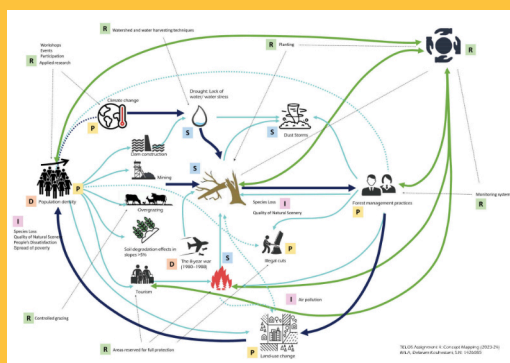 R
Workshops
Events
Participation
Applied research
R
Watershed and water harvesting techniques
R
Planting
R
Climate change
P
Drought: Lack of
water/ water stress
S
Dust Storms
S
Dam construction
Mining
S
D
Population density
P
Species Loss
Quality of Natural Scenery
I
Forest management practices
P
Monitoring system
R
I
Species Loss
Quality of Natural Scenery
People's Dissatisfaction
Spread of poverty
Overgrazing
Soil degradation effects in
slopes >5%
D
The 8-year war
(1980–1988)
S
Illegal cuts
P
Tourism
R
Controlled grazing
I
Air pollution
R
Areas reserved for full protection
P
Land-use change